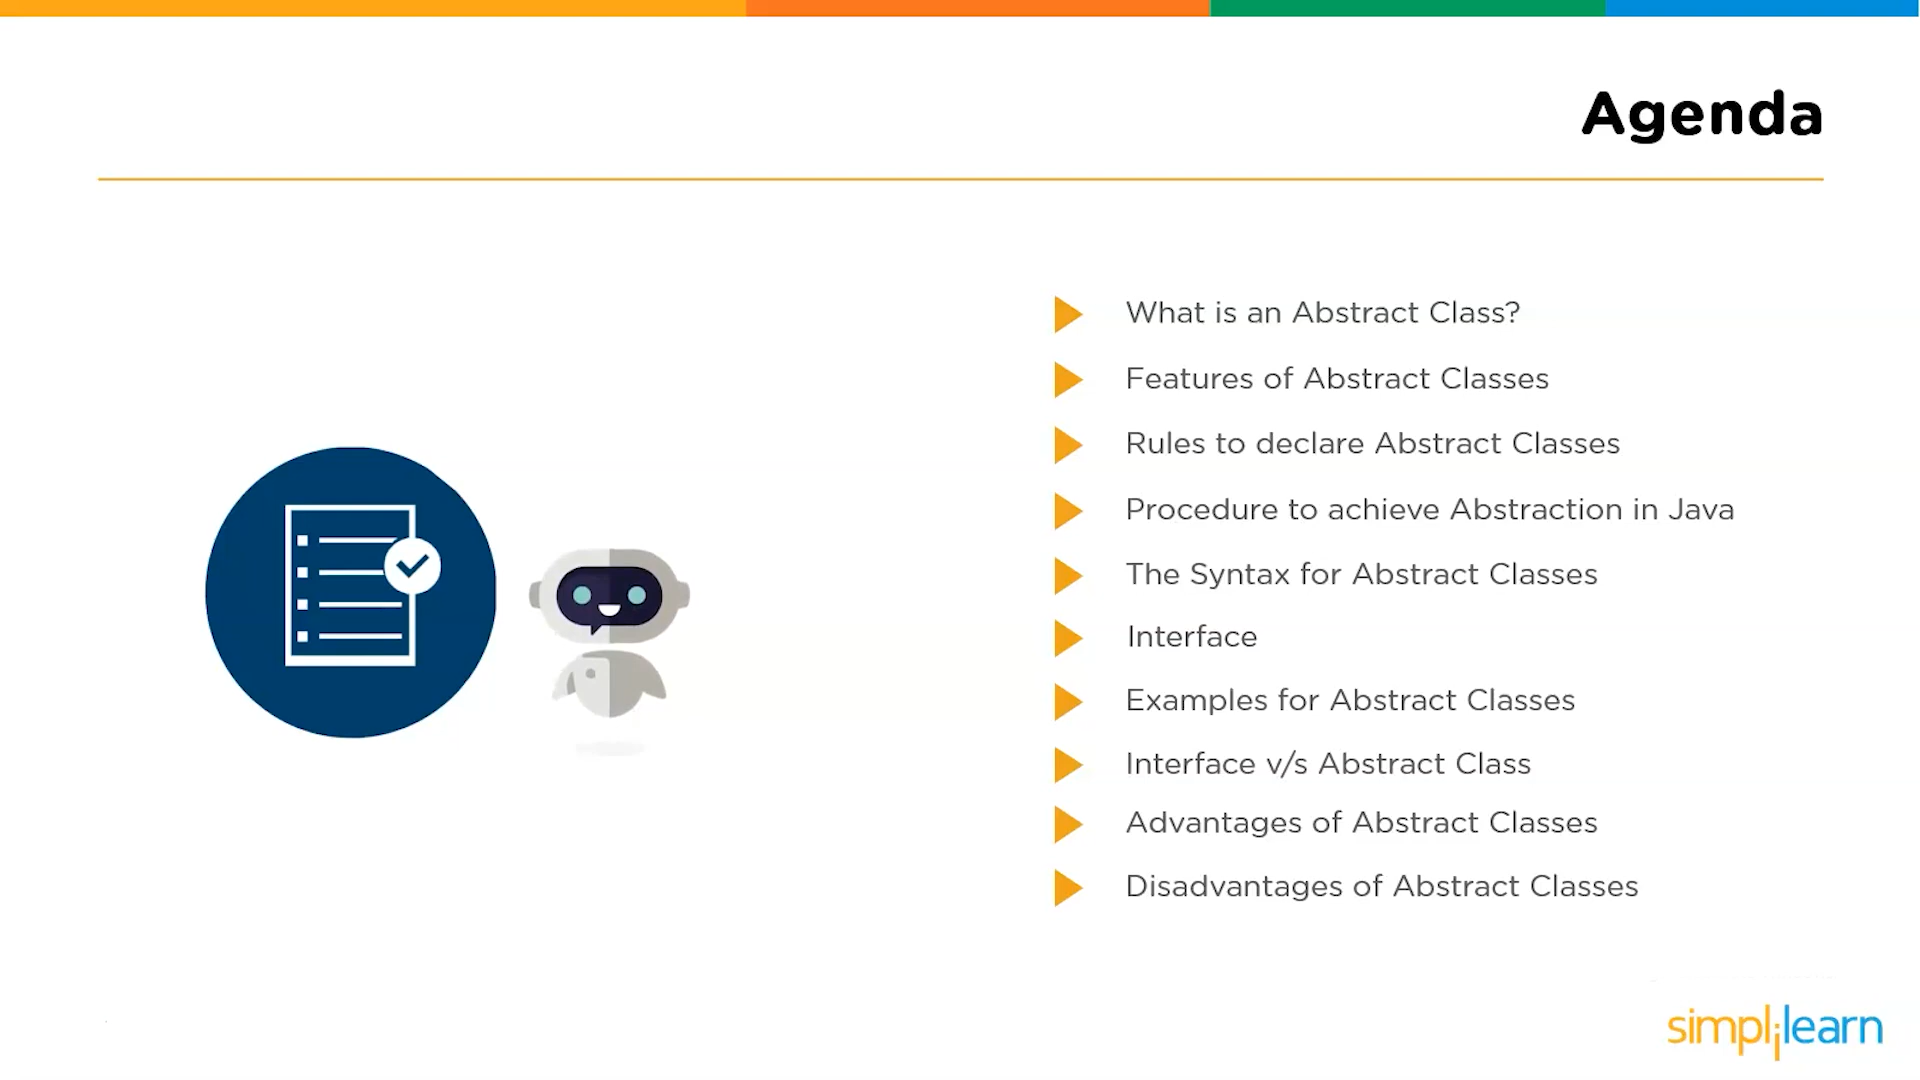 Agenda
What is an Abstract Class?
Features of Abstract Classes
Rules to declare Abstract Classes
Procedure to achieve Abstraction in Java
The Syntax for Abstract Classes
Interface
Examples for Abstract Classes
Interface v/s Abstract Class
Advantages of Abstract Classes
Disadvantages of Abstract Classes
simplilearn